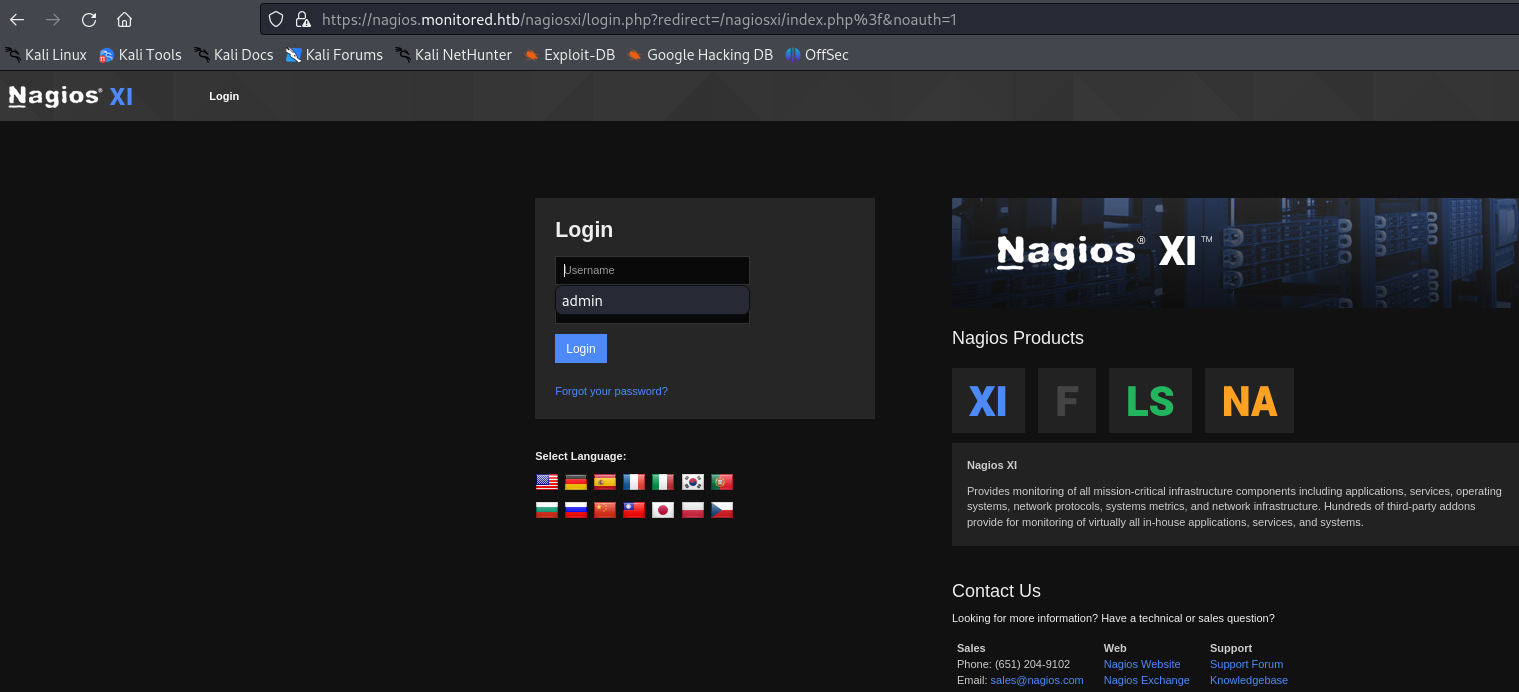 https://nagios.monitored.htb/nagiosxi/login.php?redirect=/nagiosxi/index.php%3f&noauth=1
Kali Linux Kali Tools Kali Docs Kali Forums Kali NetHunter Exploit-DB Google Hacking DB OffSec
Nagios® XI Login
Login
Username
admin
Login
Forgot your password?
Select Language:
Nagios® XI™
Nagios Products
XI F LS NA
Nagios XI
Provides monitoring of all mission-critical infrastructure components including applications, services, operating
systems, network protocols, systems metrics, and network infrastructure. Hundreds of third-party addons
provide for monitoring of virtually all in-house applications, services, and systems.
Contact Us
Looking for more information? Have a technical or sales question?
Sales Web Support
Phone: (651) 204-9102 Nagios Website Support Forum
Email: sales@nagios.com Nagios Exchange Knowledgebase